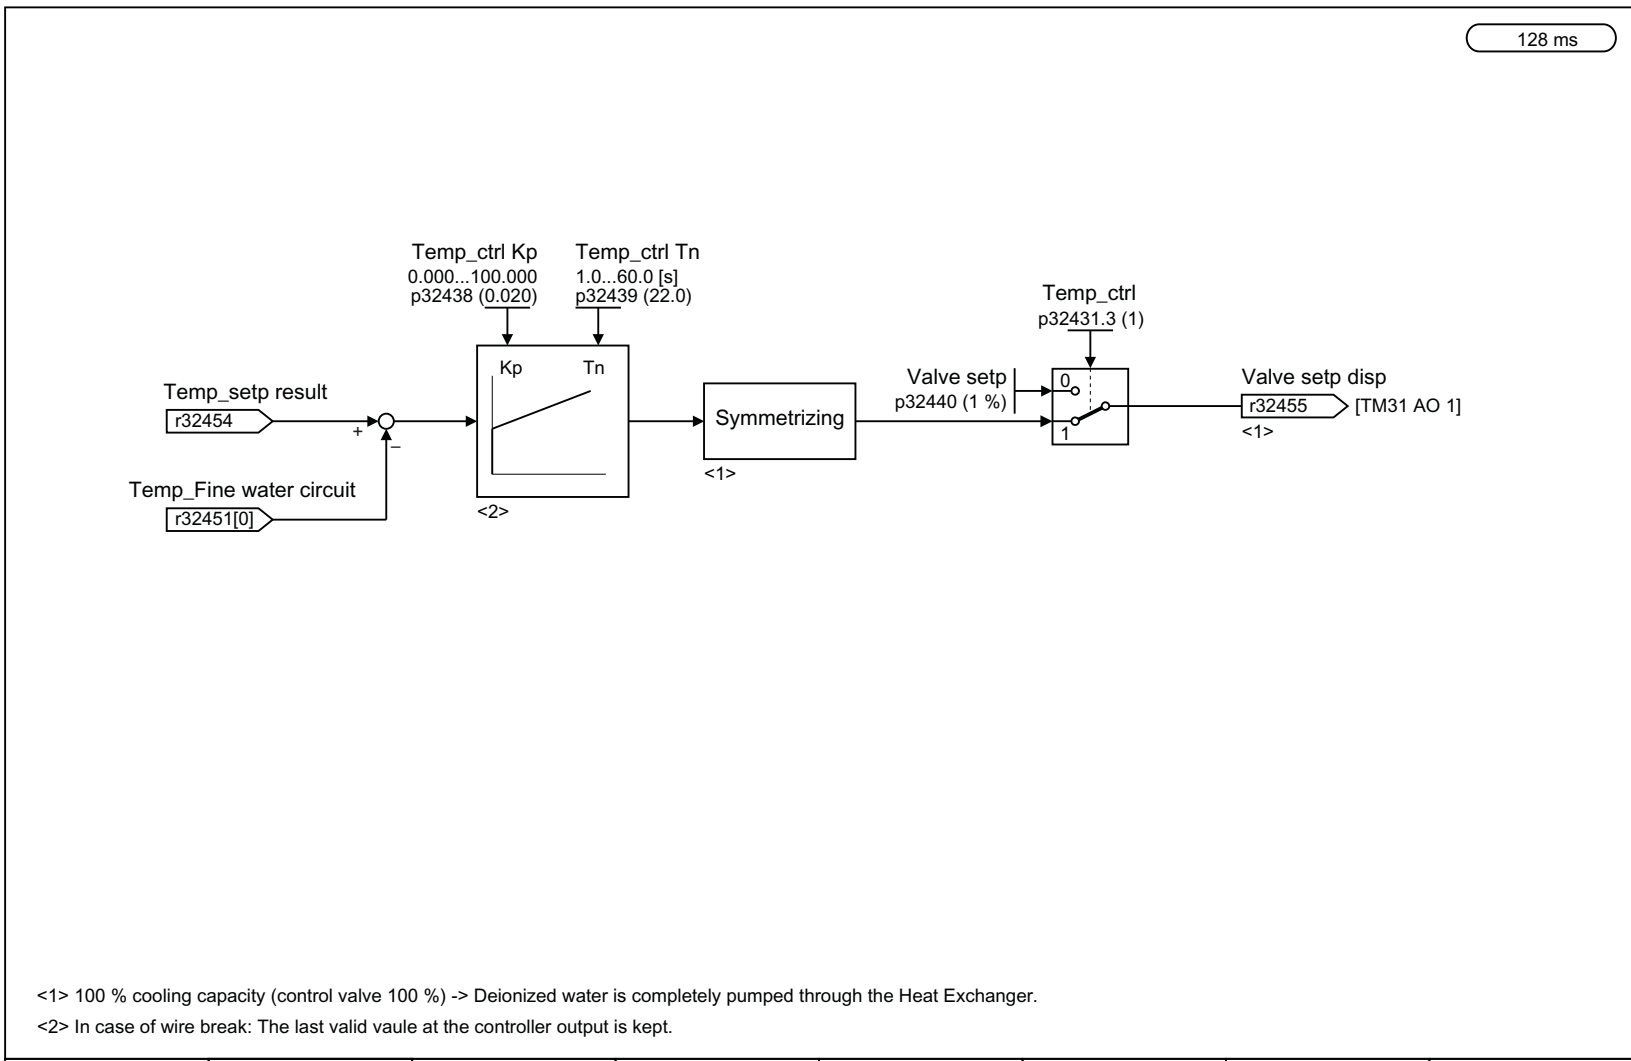 128 ms
Temp_ctrl Kp
0.000...100.000
p32438 (0.020)
Temp_ctrl Tn
1.0...60.0 [s]
p32439 (22.0)
Temp_ctrl
p32431.3 (1)
Kp
Tn
Temp_setp result
r32454
+
–
Temp_Fine water circuit
r32451[0]
<2>
Symmetrizing
<1>
Valve setp
p32440 (1 %)
0
1
Valve setp disp
r32455
[TM31 AO 1]
<1>
<1> 100 % cooling capacity (control valve 100 %) -> Deionized water is completely pumped through the Heat Exchanger.
<2> In case of wire break: The last valid vaule at the controller output is kept.